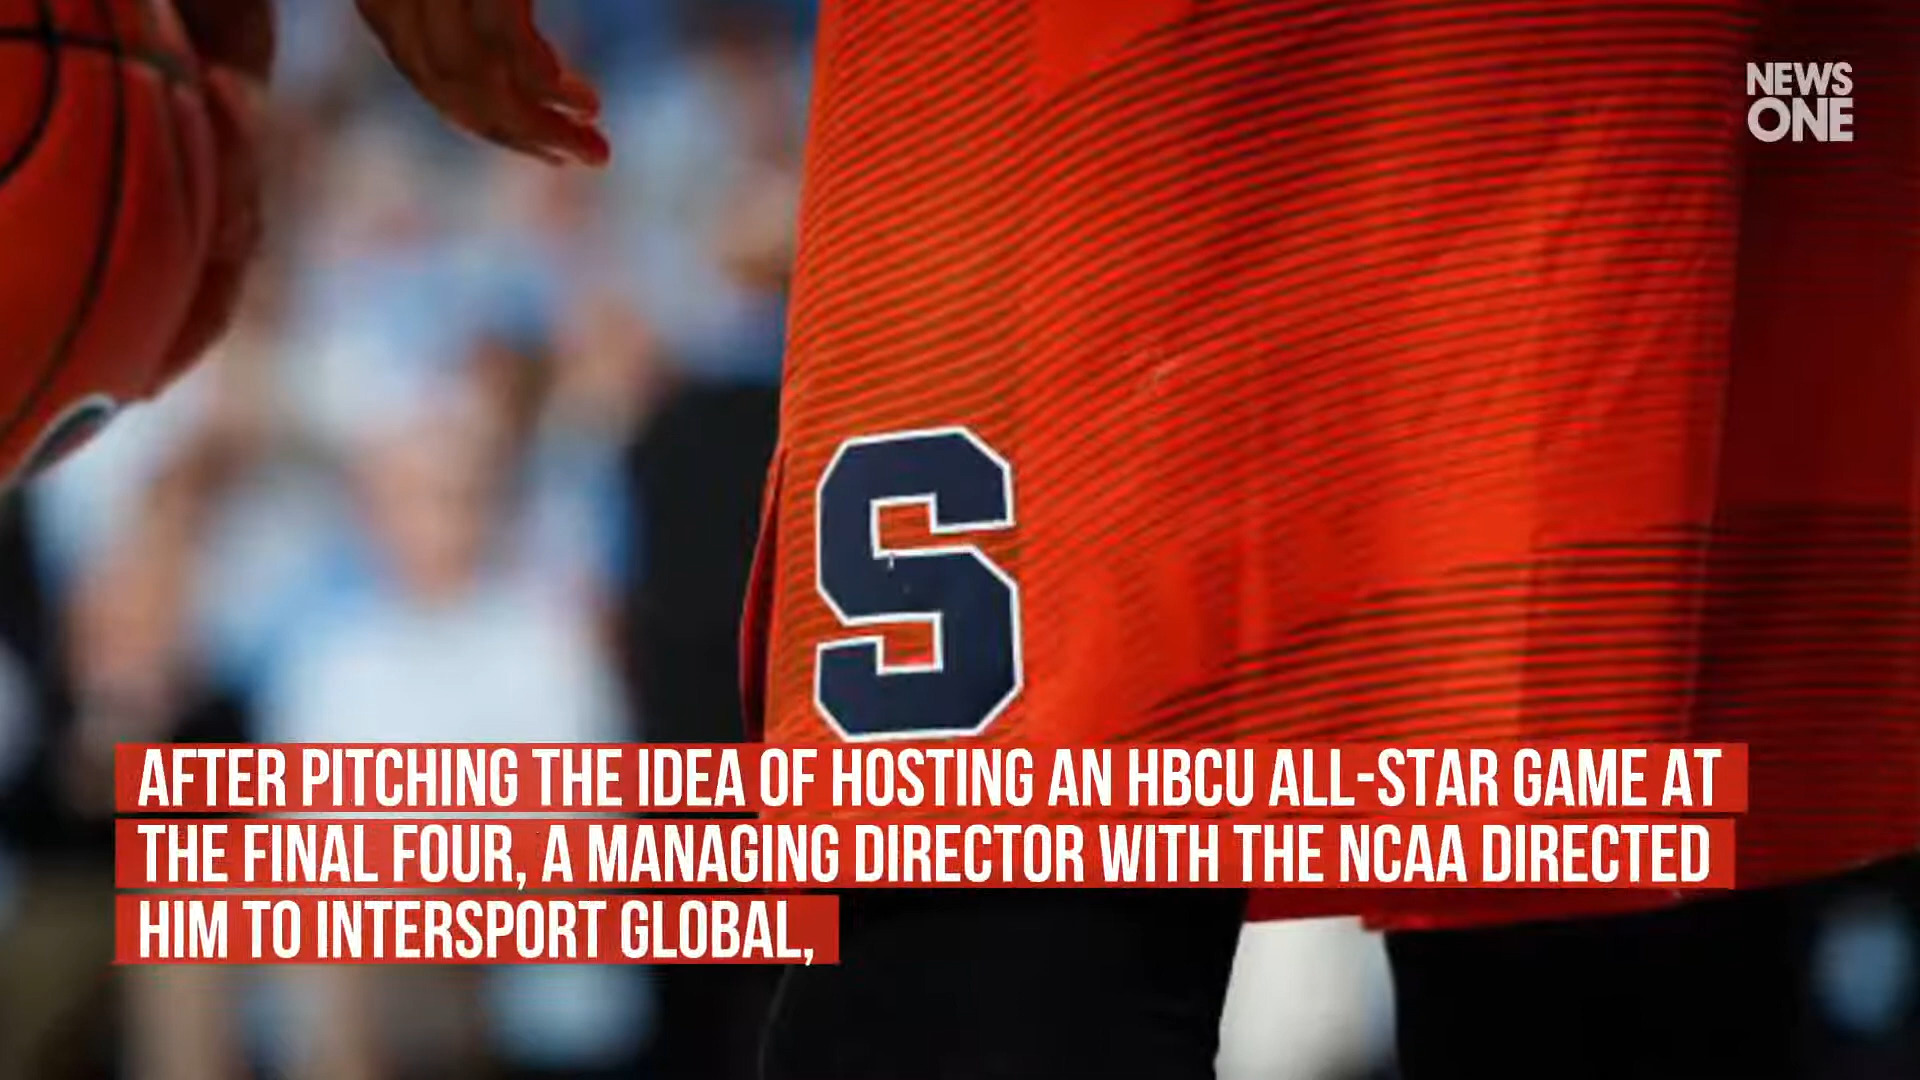 NEWS
ONE
S
AFTER PITCHING THE IDEA OF HOSTING AN HBCU ALL-STAR GAME AT
THE FINAL FOUR, A MANAGING DIRECTOR WITH THE NCAA DIRECTED
HIM TO INTERSPORT GLOBAL,